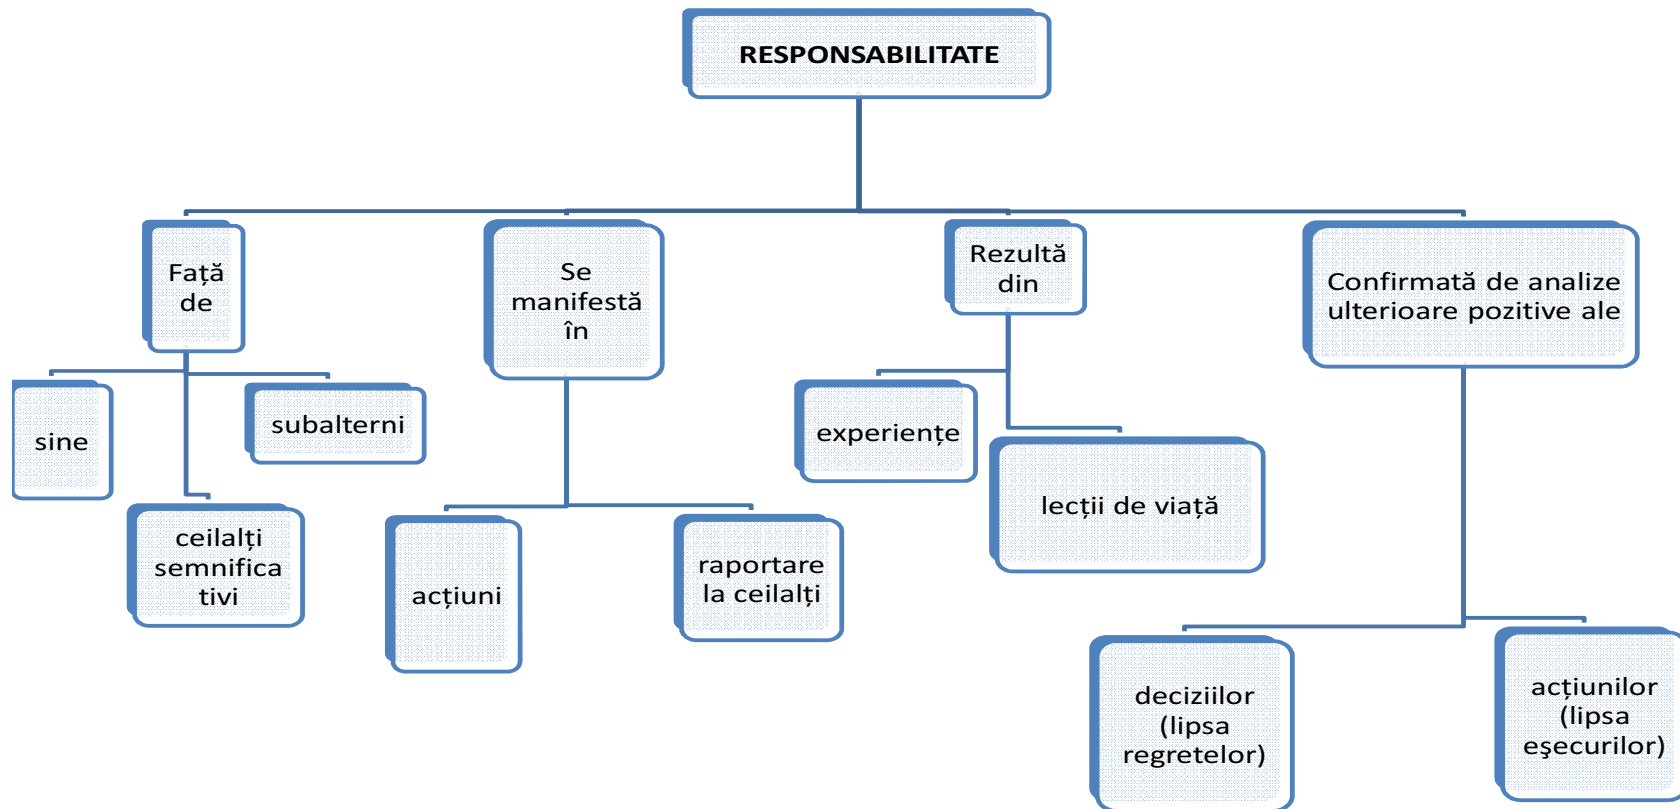 RESPONSABILITATE
Față
de
Se
manifestă
în
Rezultă
din
Confirmată de analize
ulterioare pozitive ale
sine
subalterni
ceilalți
semnifica
tivi
acțiuni
raportare
la ceilalți
experiențe
lecții de viață
deciziilor
(lipsa
regretelor)
acțiunilor
(lipsa
eşecurilor)